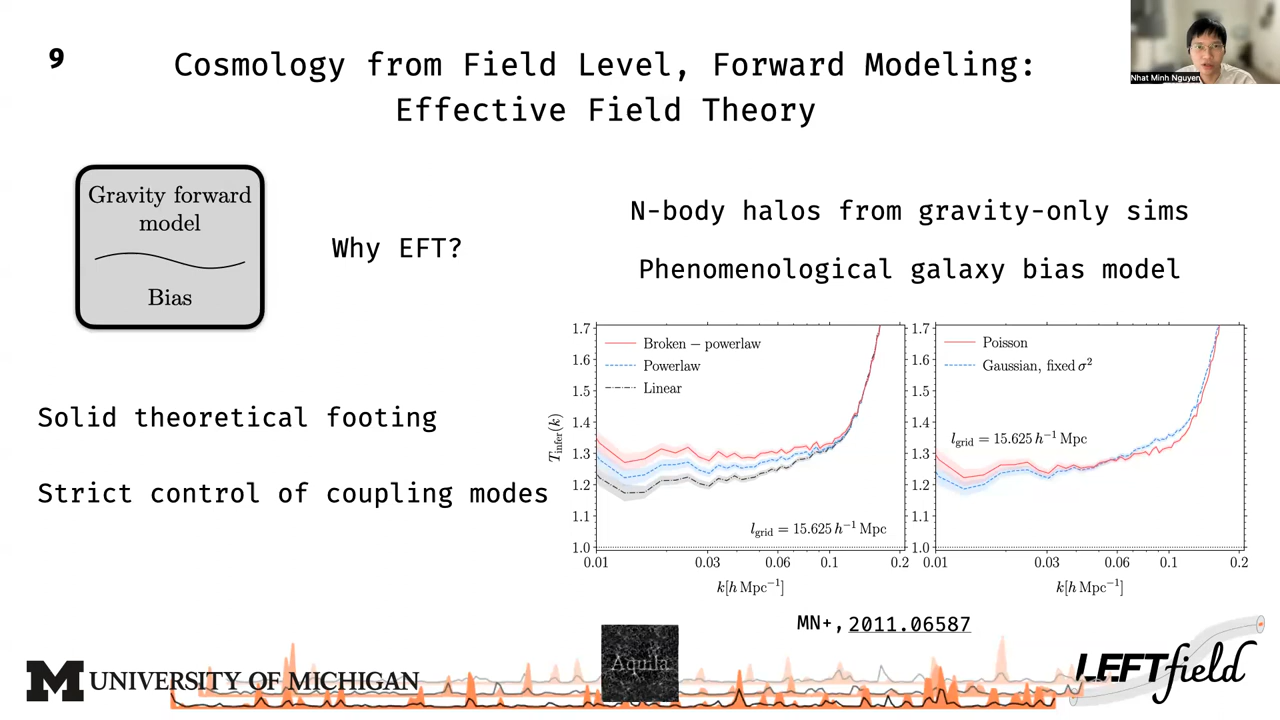 9
Cosmology from Field Level, Forward Modeling:
Effective Field Theory
Nhat Minh Nguyen
Gravity forward
model
Bias
Why EFT?
N-body halos from gravity-only sims
Phenomenological galaxy bias model
Solid theoretical footing
Strict control of coupling modes
T_infer(k)
1.7
1.6
1.5
1.4
1.3
1.2
1.1
1.0
Broken − powerlaw
Powerlaw
Linear
l_grid = 15.625 h⁻¹ Mpc
0.01 0.03 0.06 0.1 0.2
k[h Mpc⁻¹]
1.7
1.6
1.5
1.4
1.3
1.2
1.1
1.0
Poisson
Gaussian, fixed σ²
l_grid = 15.625 h⁻¹ Mpc
0.01 0.03 0.06 0.1 0.2
k[h Mpc⁻¹]
MN+, 2011.06587
M UNIVERSITY OF MICHIGAN
Aquila
LEFTfield